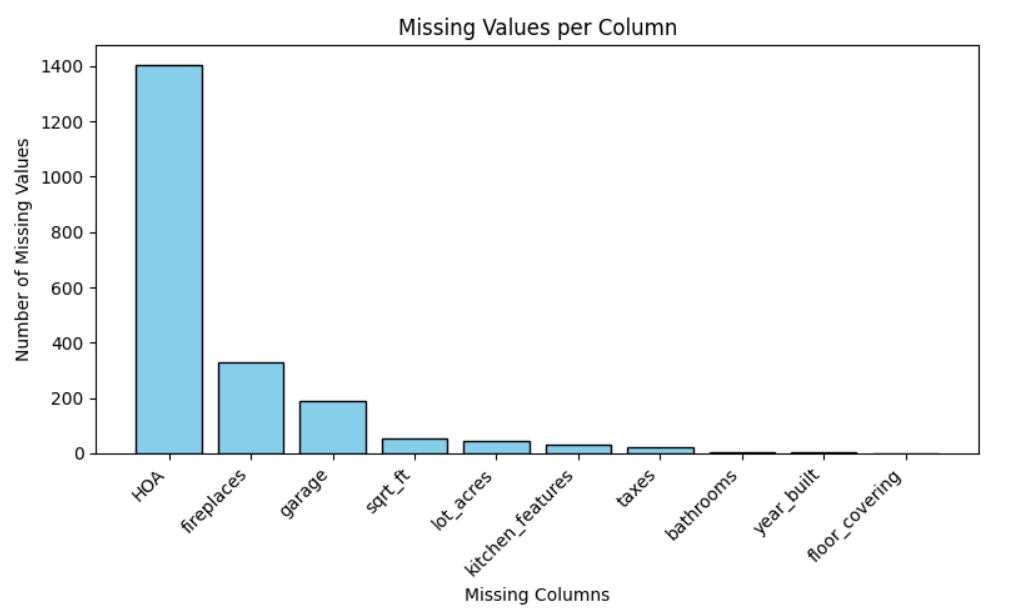 Missing Values per Column
Number of Missing Values
1400
1200
1000
800
600
400
200
0
HOA
fireplaces
garage
sqrt_ft
lot_acres
kitchen_features
taxes
bathrooms
year_built
floor_covering
Missing Columns